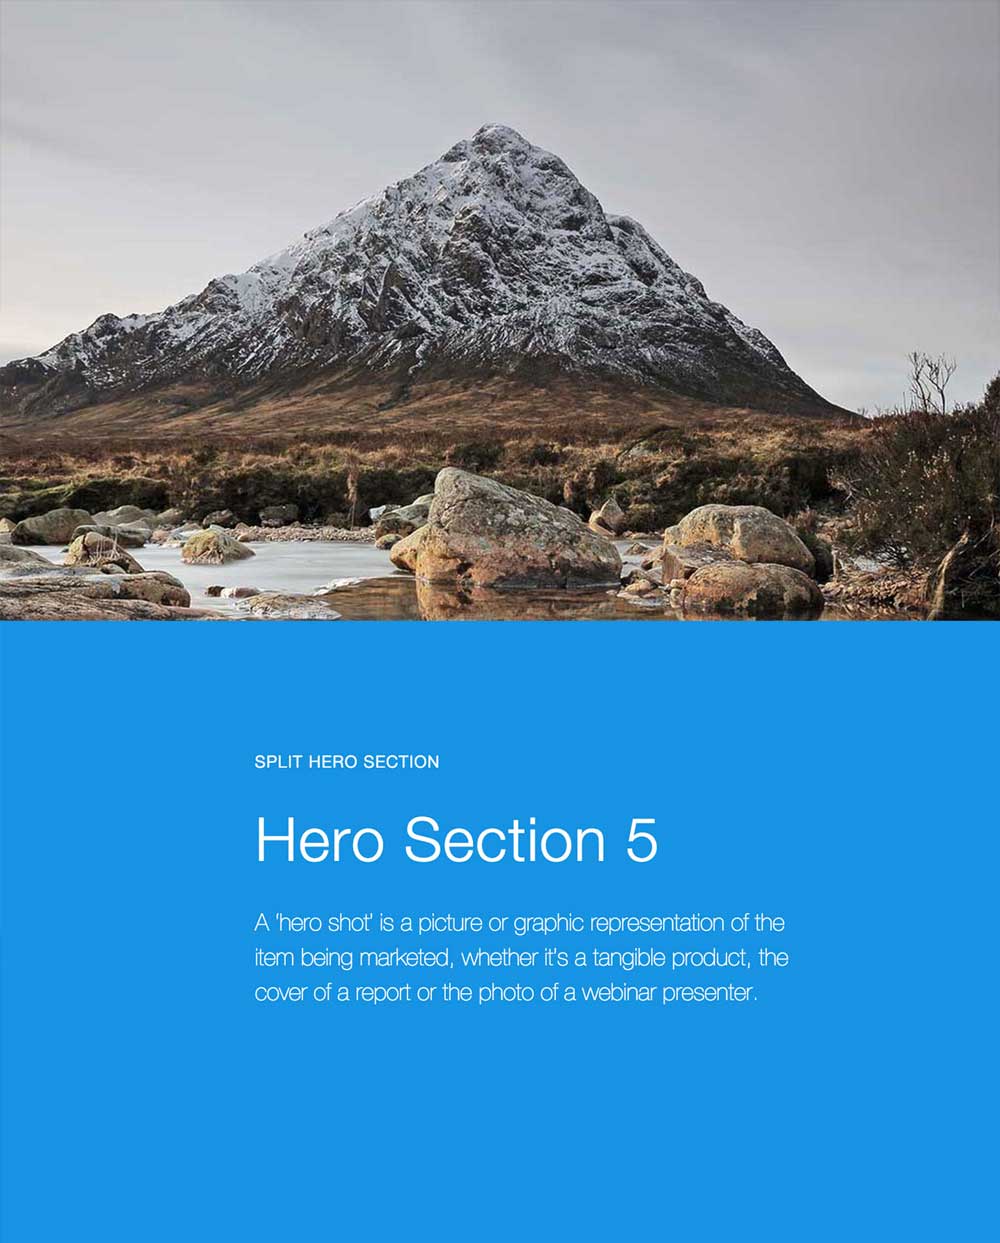 SPLIT HERO SECTION
Hero Section 5
A 'hero shot' is a picture or graphic representation of the
item being marketed, whether it's a tangible product, the
cover of a report or the photo of a webinar presenter.